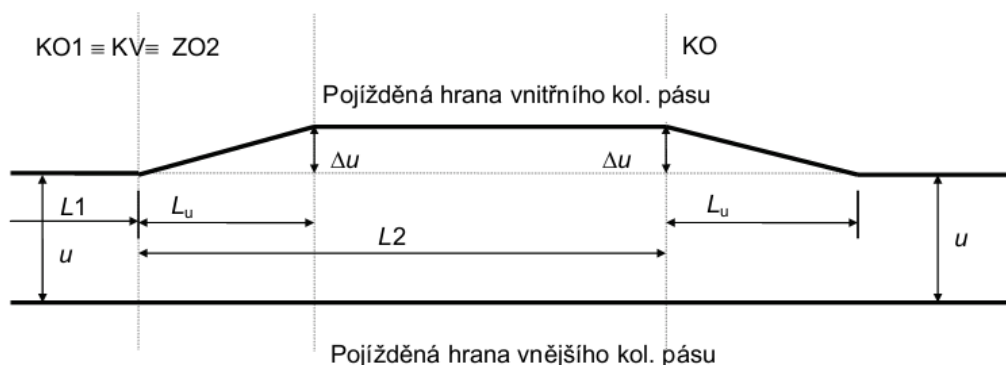 KO1 ≡ KV≡ ZO2
KO
Pojížděná hrana vnitřního kol. pásu
Δu
Δu
L1
Lu
L2
Lu
u
u
Pojížděná hrana vnějšího kol. pásu